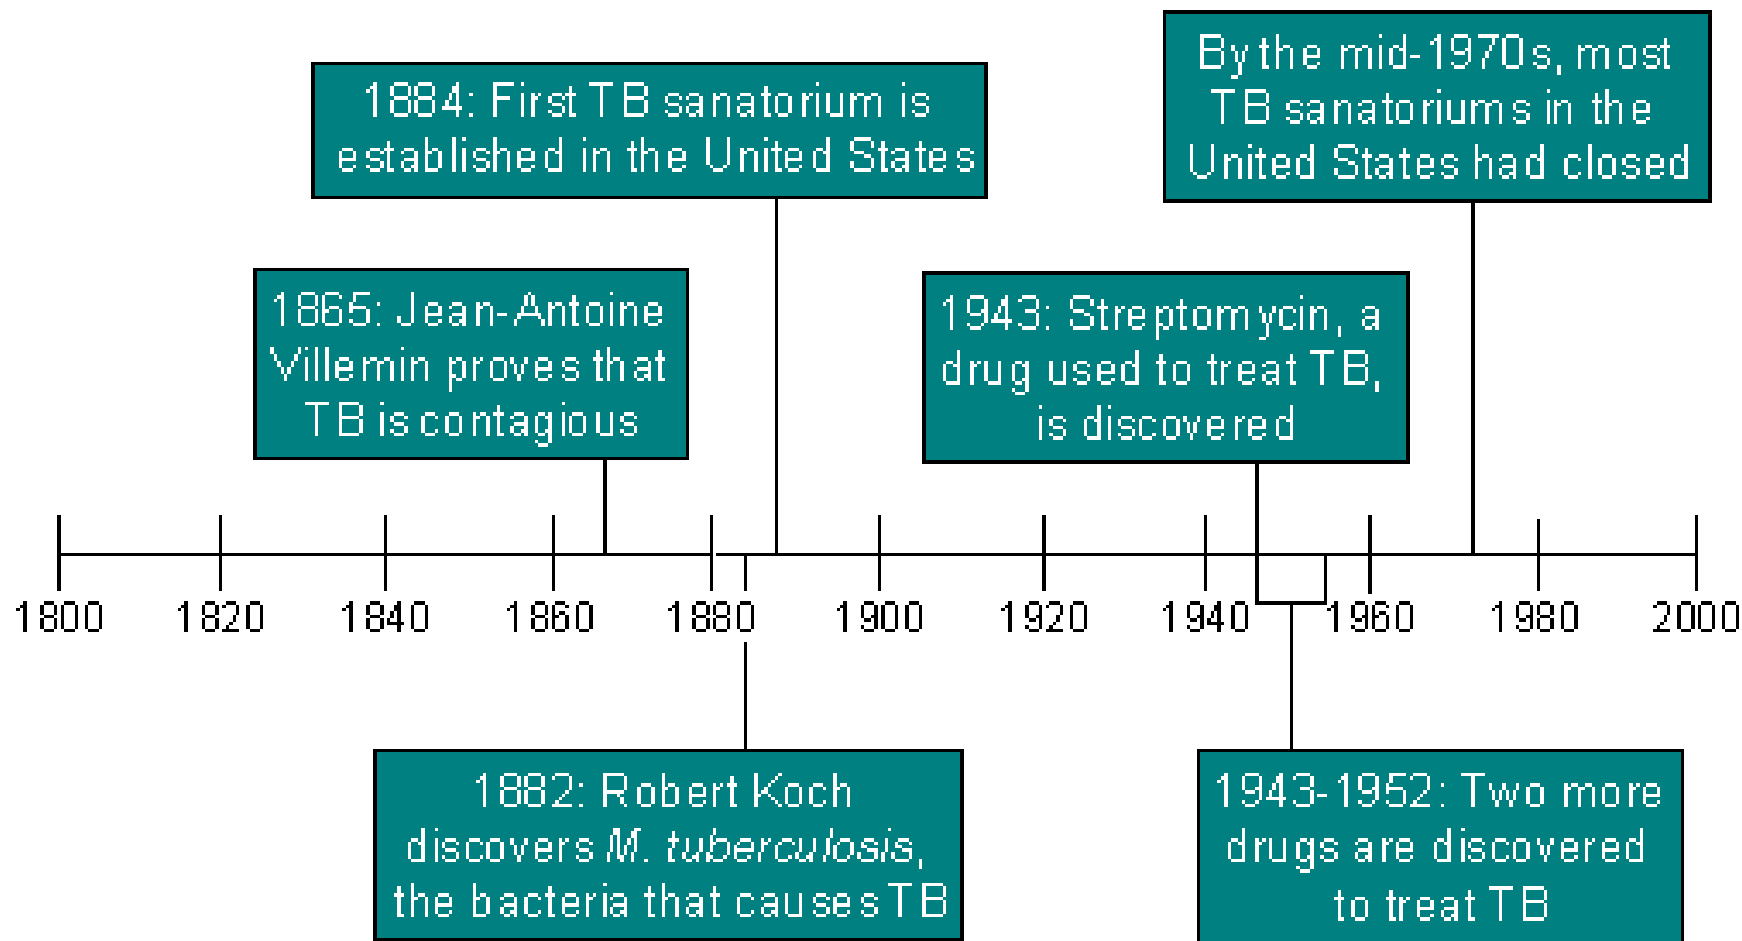 1884: First TB sanatorium is
established in the United States
By the mid-1970s, most
TB sanatoriums in the
United States had closed
1865: Jean-Antoine
Villemin proves that
TB is contagious
1943: Streptomycin, a
drug used to treat TB,
is discovered
1800 1820 1840 1860 1880 1900 1920 1940 1960 1980 2000
1882: Robert Koch
discovers M. tuberculosis,
the bacteria that causes TB
1943-1952: Two more
drugs are discovered
to treat TB